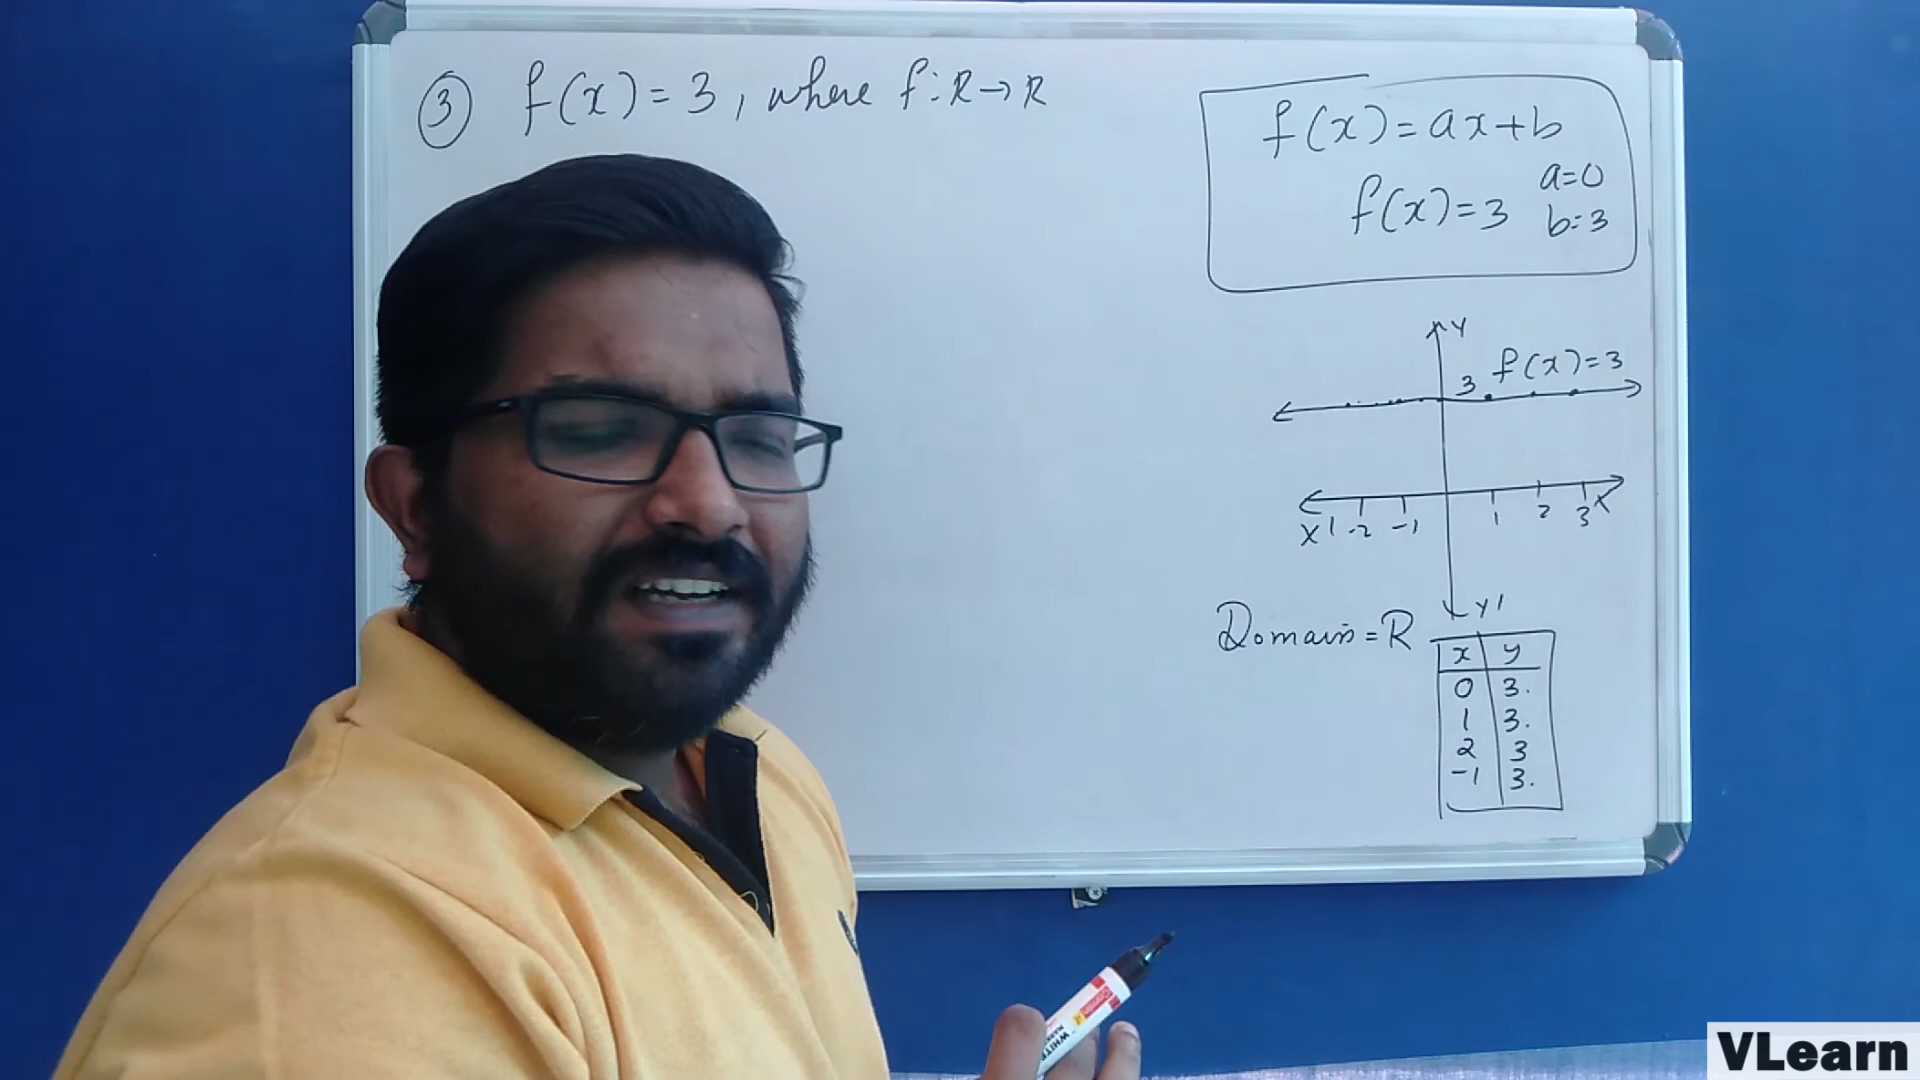 ③ f(x)=3, where f:R→R
f(x)=ax+b
a=0
f(x)=3
b=3
Y
f(x)=3
3
X' -2 -1 1 2 3 X
Y'
Domain=R
x y
0 3.
1 3.
2 3
-1 3.
VLearn